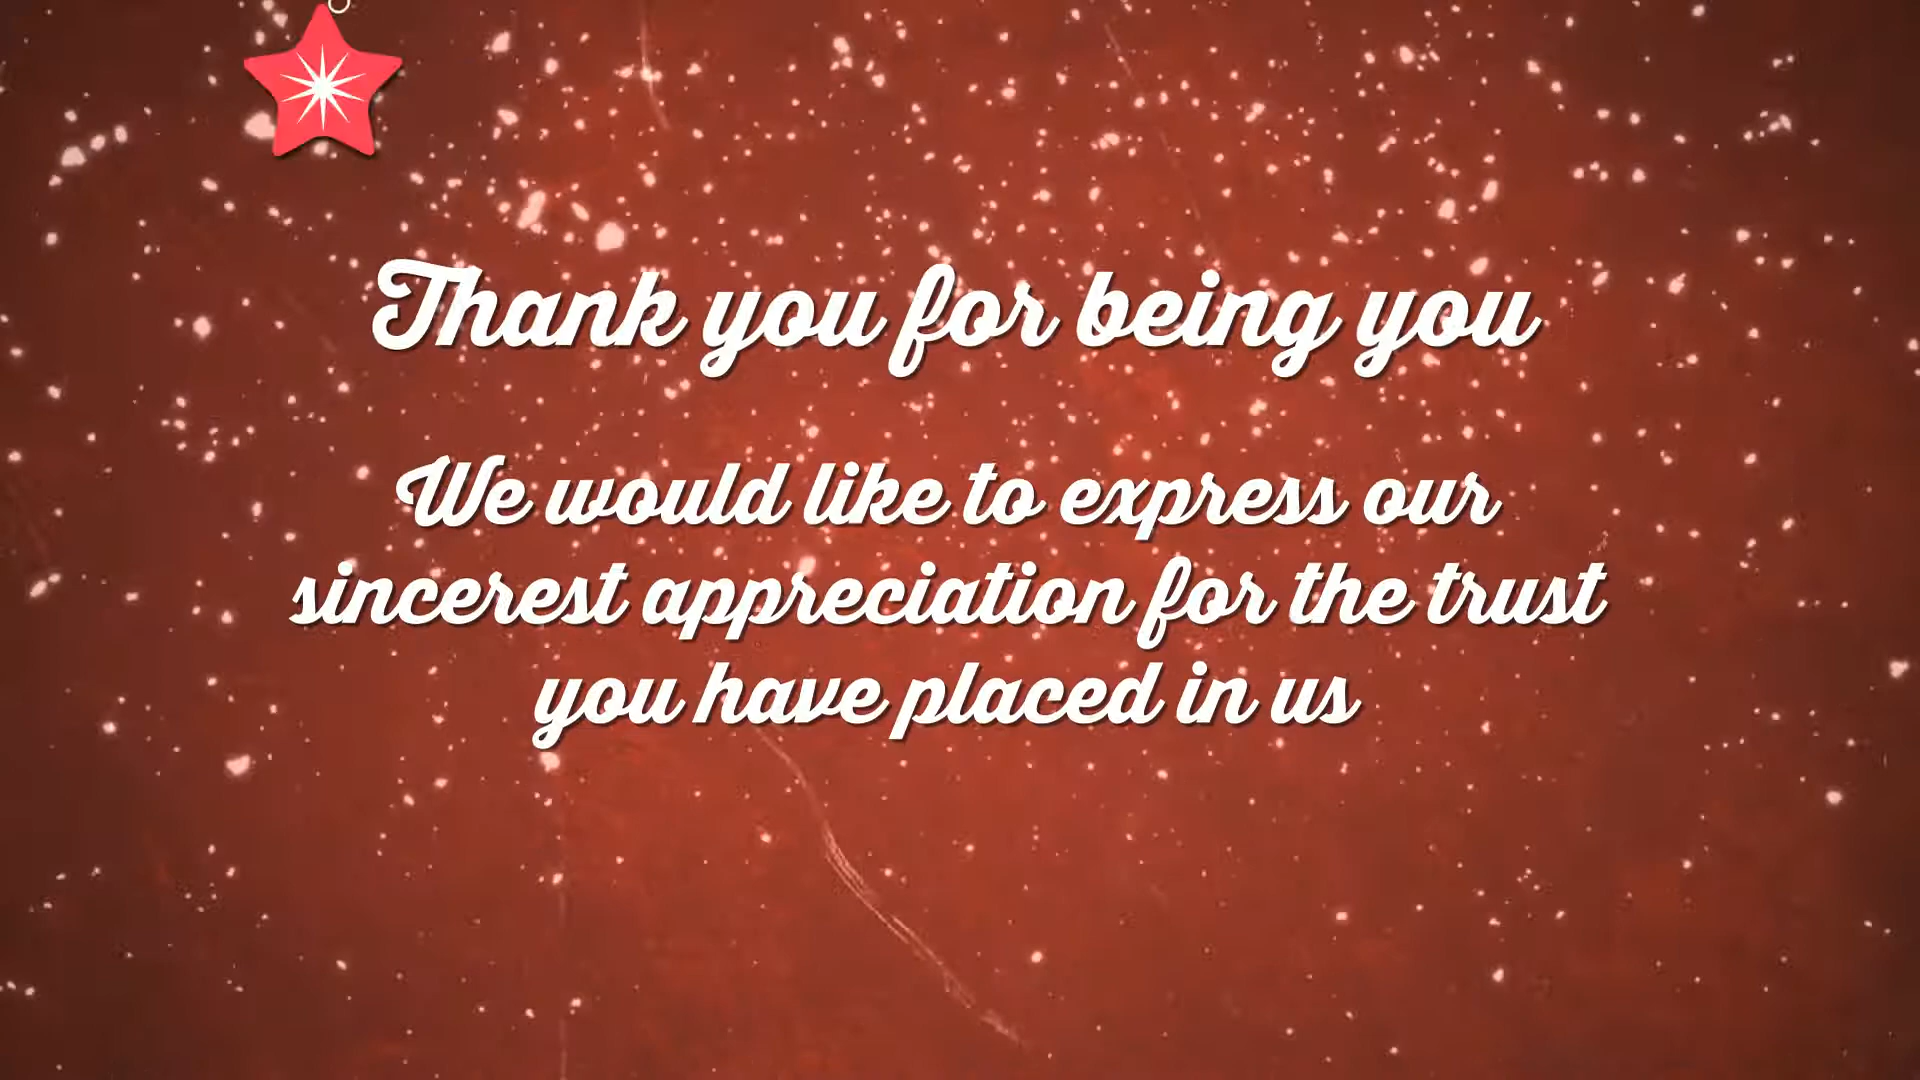 Thank you for being you
We would like to express our
sincerest appreciation for the trust
you have placed in us